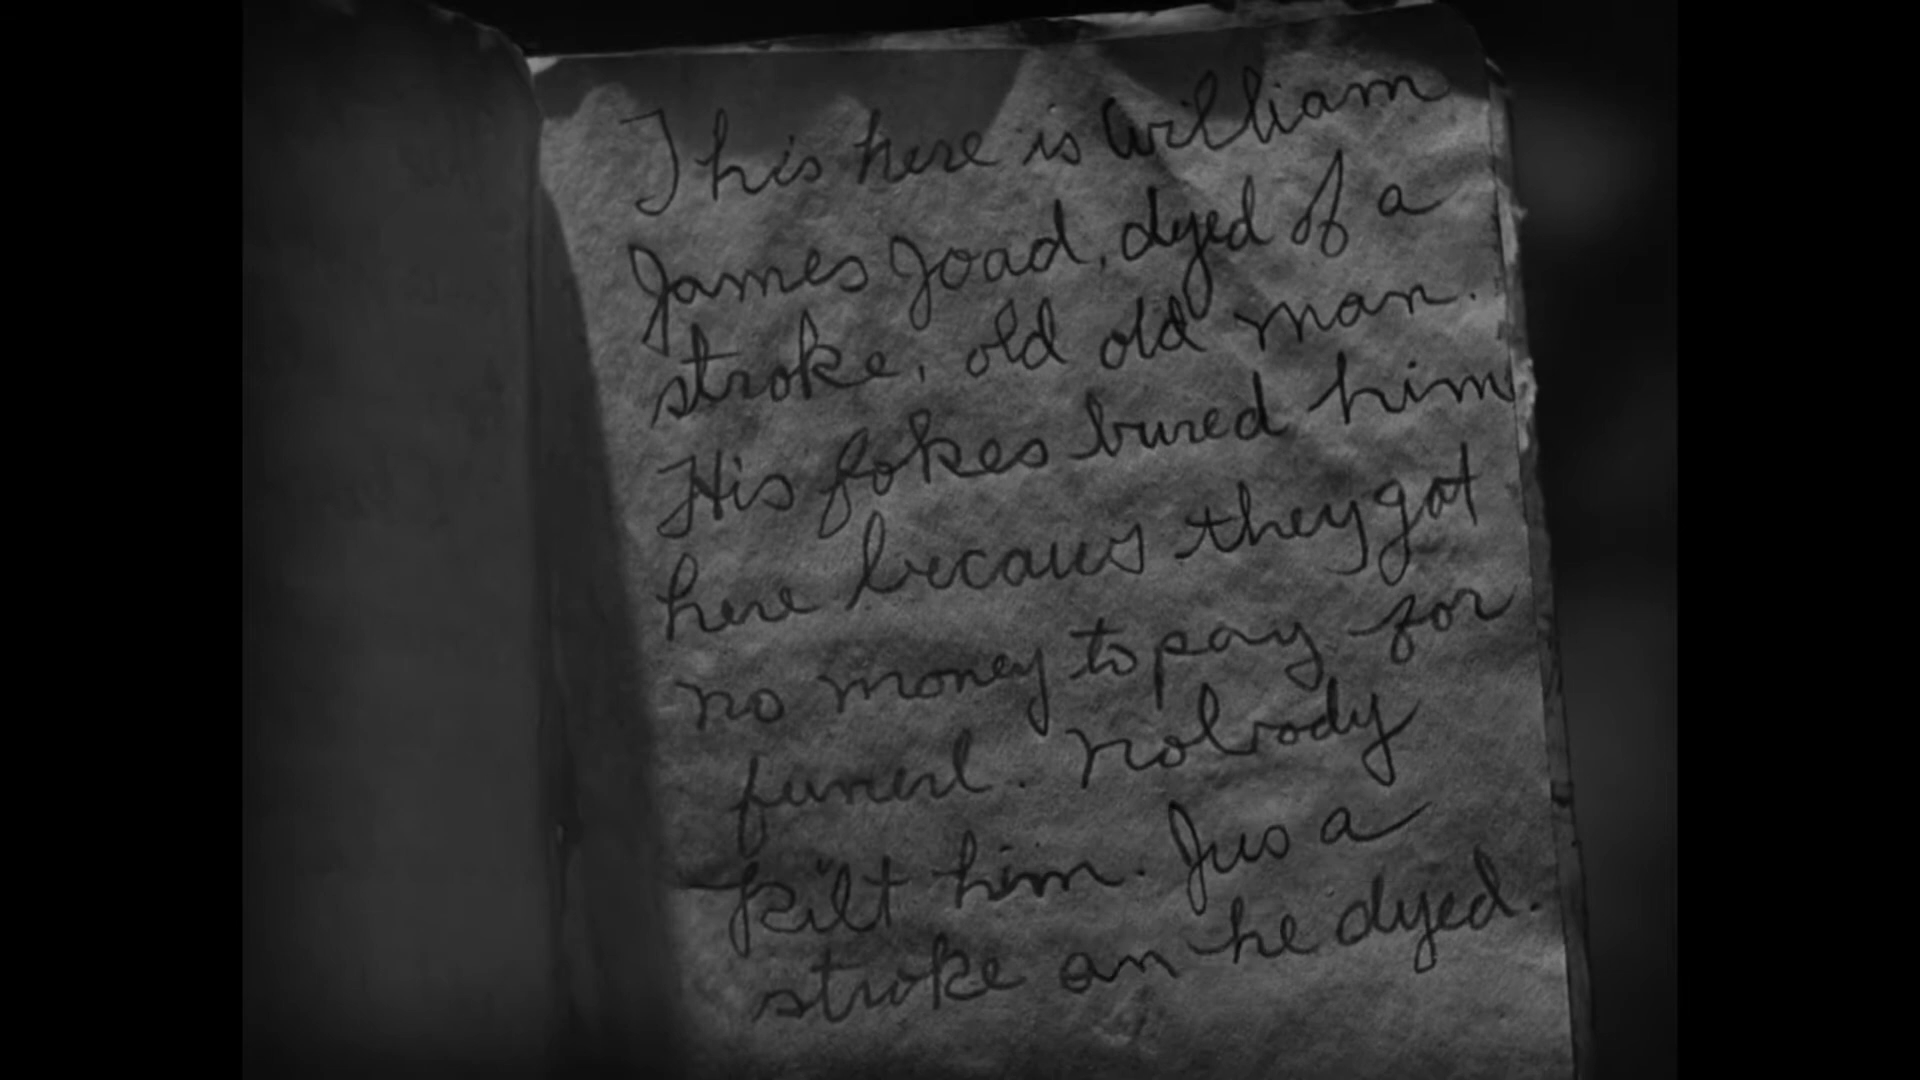 This here is William
James Joad, dyed of a
stroke, old old man.
His fokes bured him
here becaus they got
no money to pay for
funerl. Nobody
kilt him. Jus a
stroke an he dyed.